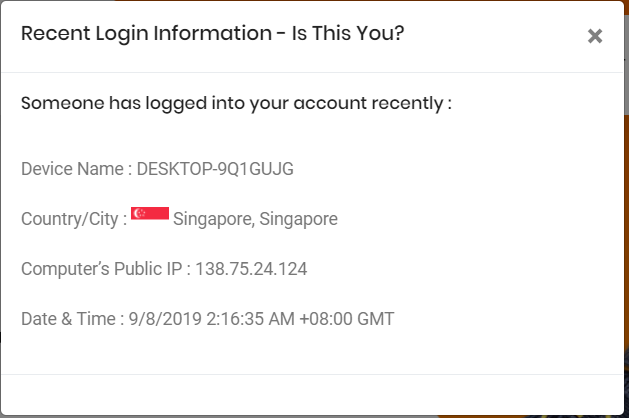 Recent Login Information - Is This You?
×
Someone has logged into your account recently :
Device Name : DESKTOP-9Q1GUJG
Country/City : Singapore, Singapore
Computer’s Public IP : 138.75.24.124
Date & Time : 9/8/2019 2:16:35 AM +08:00 GMT